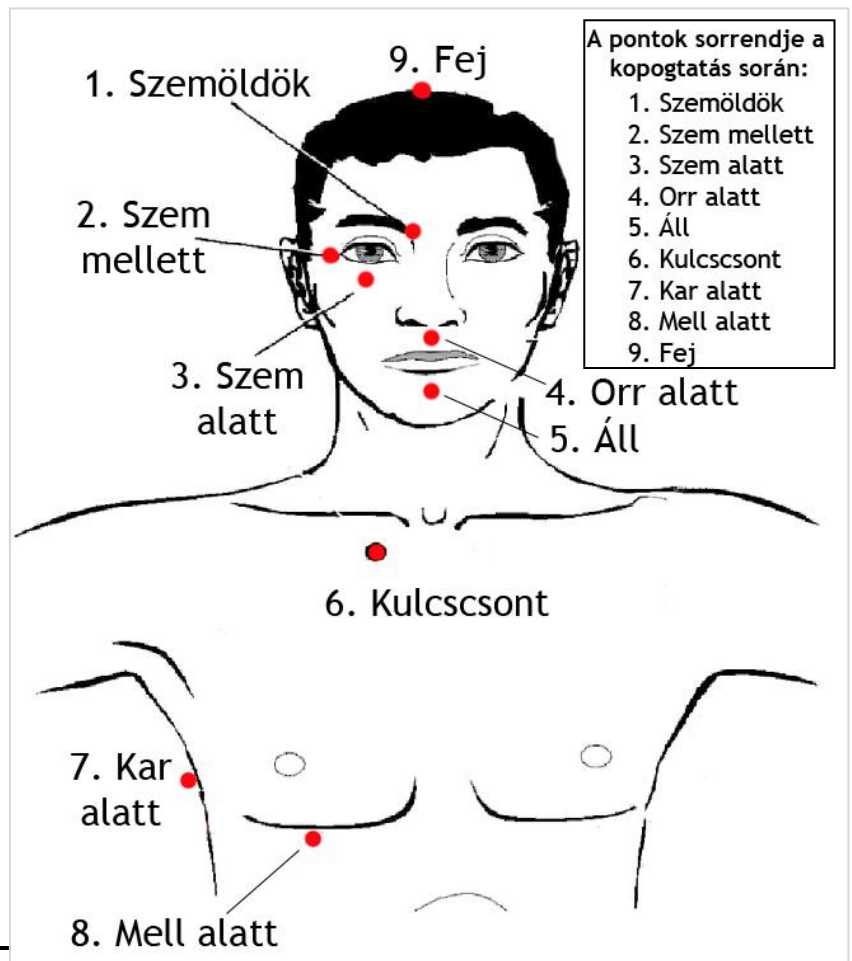 9. Fej
1. Szemöldök
2. Szem
mellett
3. Szem
alatt
4. Orr alatt
5. Áll
6. Kulcscsont
7. Kar
alatt
8. Mell alatt
A pontok sorrendje a
kopogtatás során:
1. Szemöldök
2. Szem mellett
3. Szem alatt
4. Orr alatt
5. Áll
6. Kulcscsont
7. Kar alatt
8. Mell alatt
9. Fej